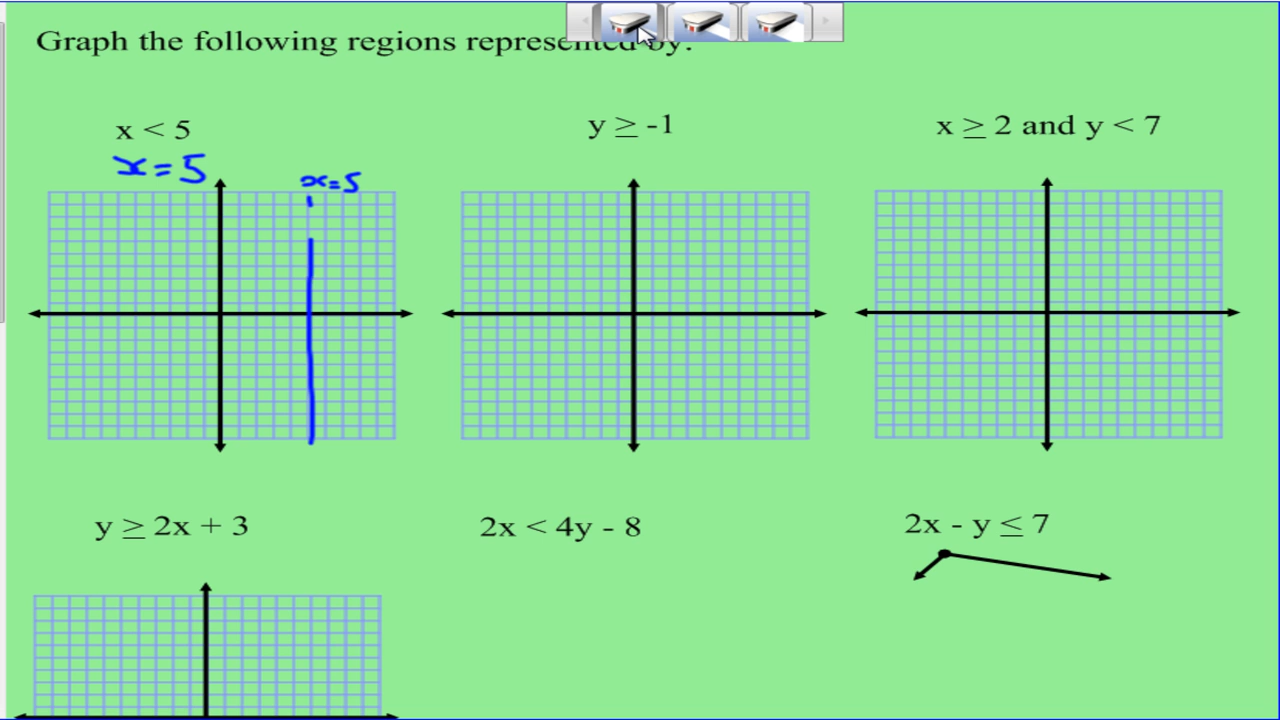 Graph the following regions represented by:
x < 5
y ≥ -1
x ≥ 2 and y < 7
x = 5
x = 5
y ≥ 2x + 3
2x < 4y - 8
2x - y ≤ 7